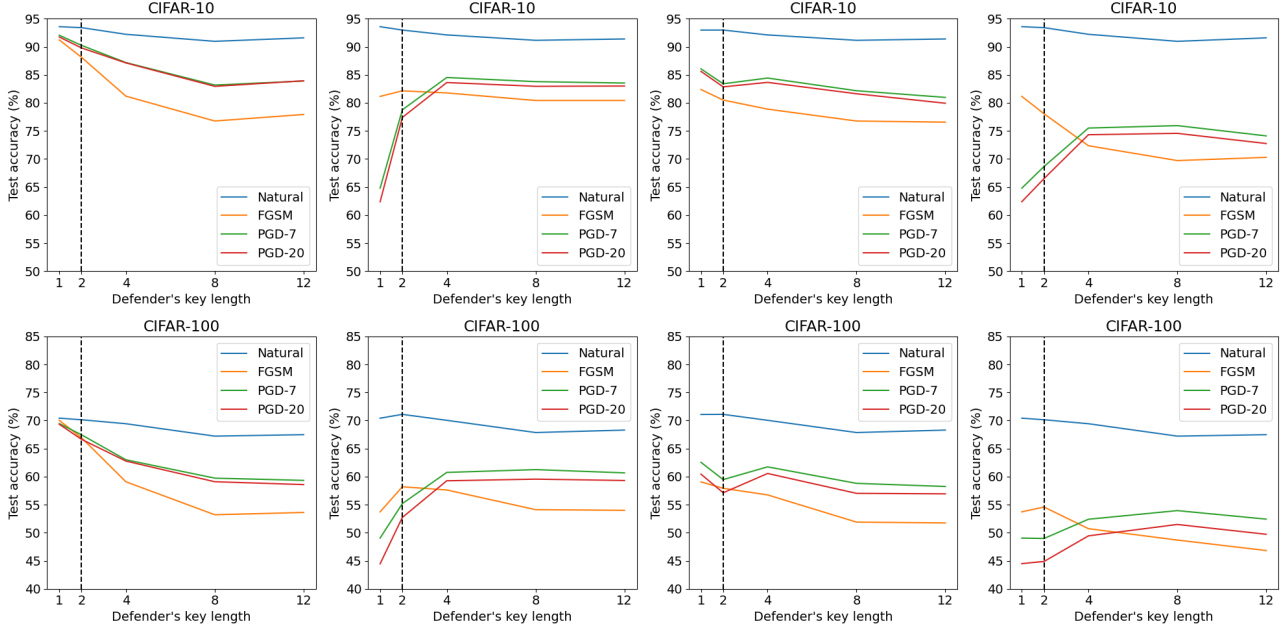 CIFAR-10
95
90
85
80
75
70
65
60
55
50
Test accuracy (%)
Natural
FGSM
PGD-7
PGD-20
1 2 4 8 12
Defender's key length
CIFAR-10
95
90
85
80
75
70
65
60
55
50
Test accuracy (%)
Natural
FGSM
PGD-7
PGD-20
1 2 4 8 12
Defender's key length
CIFAR-10
95
90
85
80
75
70
65
60
55
50
Test accuracy (%)
Natural
FGSM
PGD-7
PGD-20
1 2 4 8 12
Defender's key length
CIFAR-10
95
90
85
80
75
70
65
60
55
50
Test accuracy (%)
Natural
FGSM
PGD-7
PGD-20
1 2 4 8 12
Defender's key length
CIFAR-100
85
80
75
70
65
60
55
50
45
40
Test accuracy (%)
Natural
FGSM
PGD-7
PGD-20
1 2 4 8 12
Defender's key length
CIFAR-100
85
80
75
70
65
60
55
50
45
40
Test accuracy (%)
Natural
FGSM
PGD-7
PGD-20
1 2 4 8 12
Defender's key length
CIFAR-100
85
80
75
70
65
60
55
50
45
40
Test accuracy (%)
Natural
FGSM
PGD-7
PGD-20
1 2 4 8 12
Defender's key length
CIFAR-100
85
80
75
70
65
60
55
50
45
40
Test accuracy (%)
Natural
FGSM
PGD-7
PGD-20
1 2 4 8 12
Defender's key length